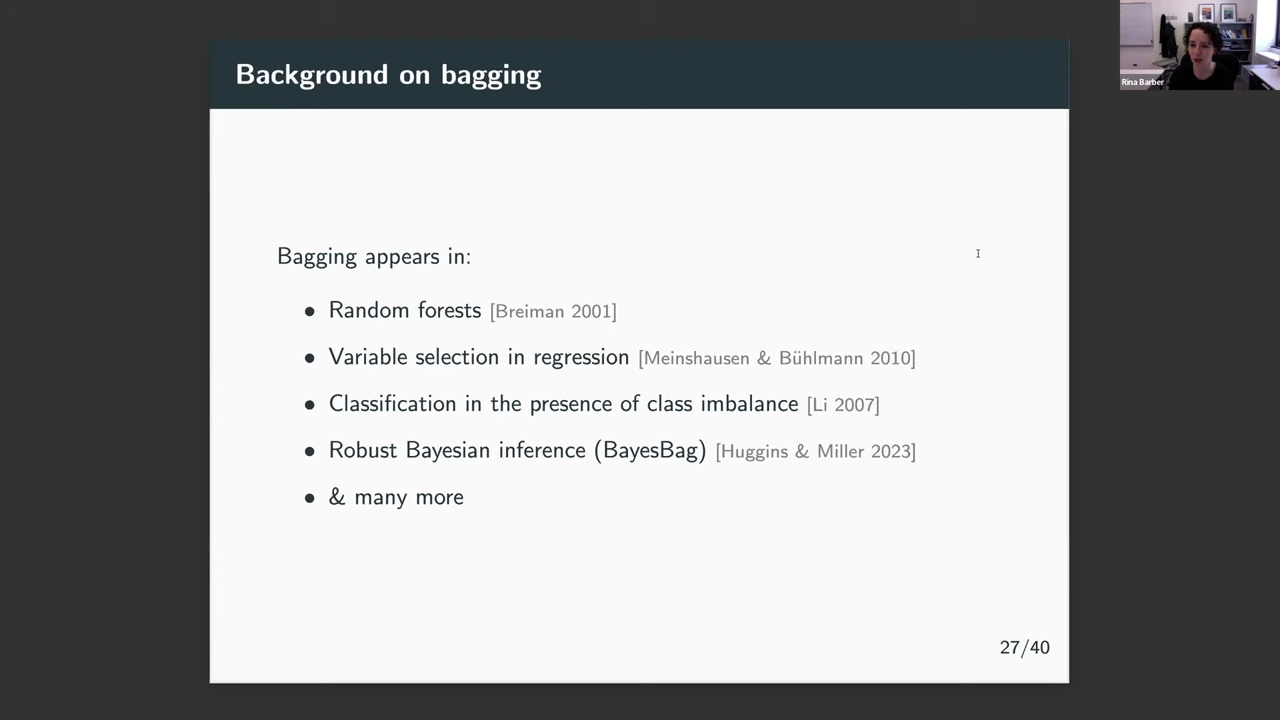 Background on bagging
Rina Barber
Bagging appears in:
• Random forests [Breiman 2001]
• Variable selection in regression [Meinshausen & Bühlmann 2010]
• Classification in the presence of class imbalance [Li 2007]
• Robust Bayesian inference (BayesBag) [Huggins & Miller 2023]
• & many more
27/40